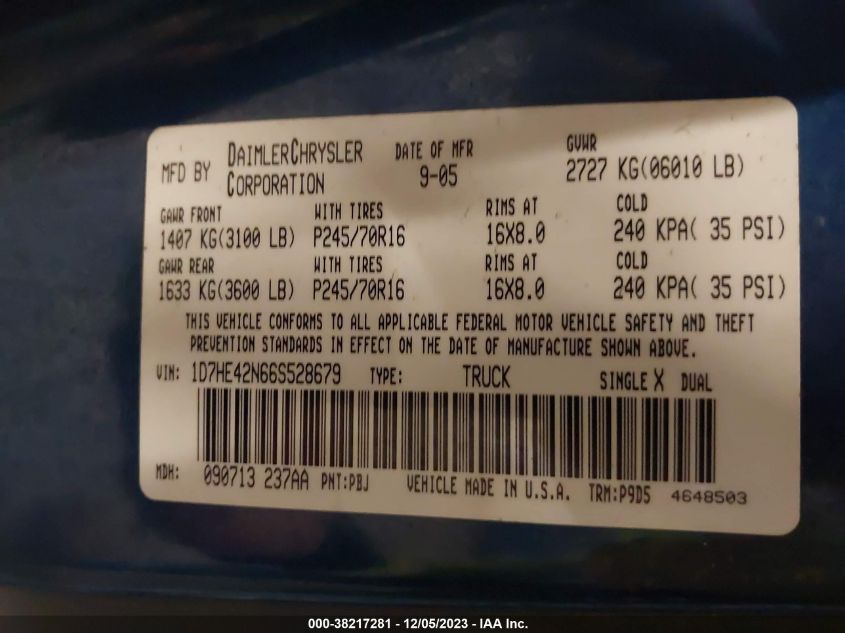 MFD BY DAIMLERCHRYSLER CORPORATION DATE OF MFR 9-05 GVWR 2727 KG(06010 LB)
GAWR FRONT WITH TIRES RIMS AT COLD
1407 KG(3100 LB) P245/70R16 16X8.0 240 KPA( 35 PSI)
GAWR REAR WITH TIRES RIMS AT COLD
1633 KG(3600 LB) P245/70R16 16X8.0 240 KPA( 35 PSI)
THIS VEHICLE CONFORMS TO ALL APPLICABLE FEDERAL MOTOR VEHICLE SAFETY AND THEFT
PREVENTION STANDARDS IN EFFECT ON THE DATE OF MANUFACTURE SHOWN ABOVE.
VIN: 1D7HE42N66S528679 TYPE: TRUCK SINGLE X DUAL
MDH: 090713 237AA PNT:PBJ VEHICLE MADE IN U.S.A. TRM:P9D5 4648503
000-38217281 - 12/05/2023 - IAA Inc.